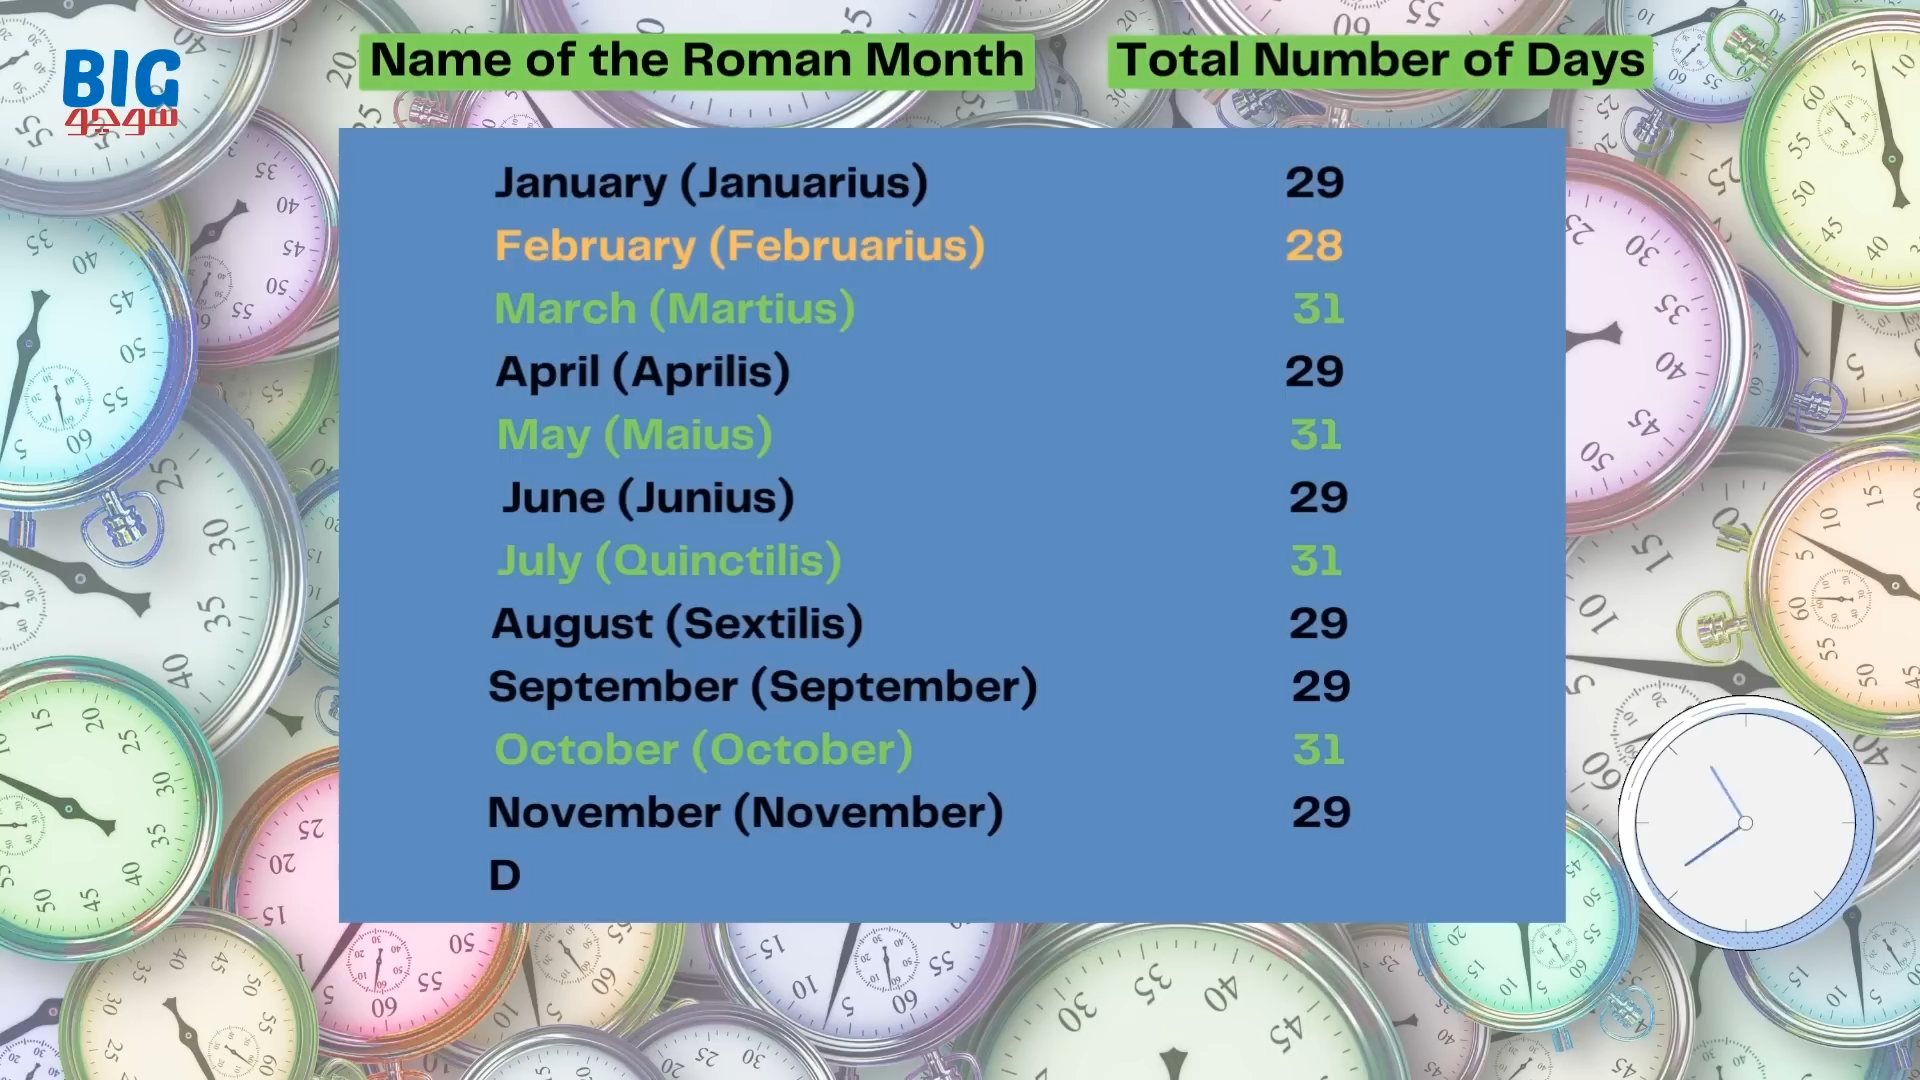 BIG
سوچو
Name of the Roman Month Total Number of Days
January (Januarius) 29
February (Februarius) 28
March (Martius) 31
April (Aprilis) 29
May (Maius) 31
June (Junius) 29
July (Quinctilis) 31
August (Sextilis) 29
September (September) 29
October (October) 31
November (November) 29
D